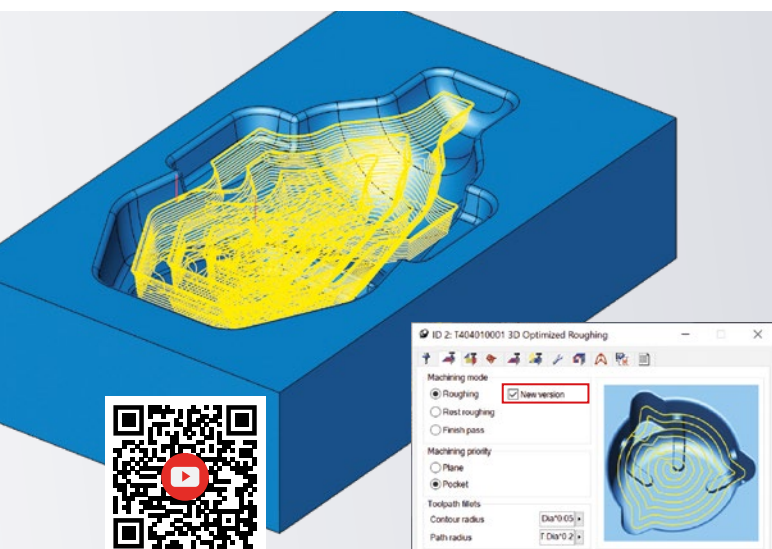 ID 2: T404010001 3D Optimized Roughing
Machining mode
Roughing
New version
Rest roughing
Finish pass
Machining priority
Plane
Pocket
Toolpath fillets
Contour radius
Dia*0.05
Path radius
T:Dia*0.2